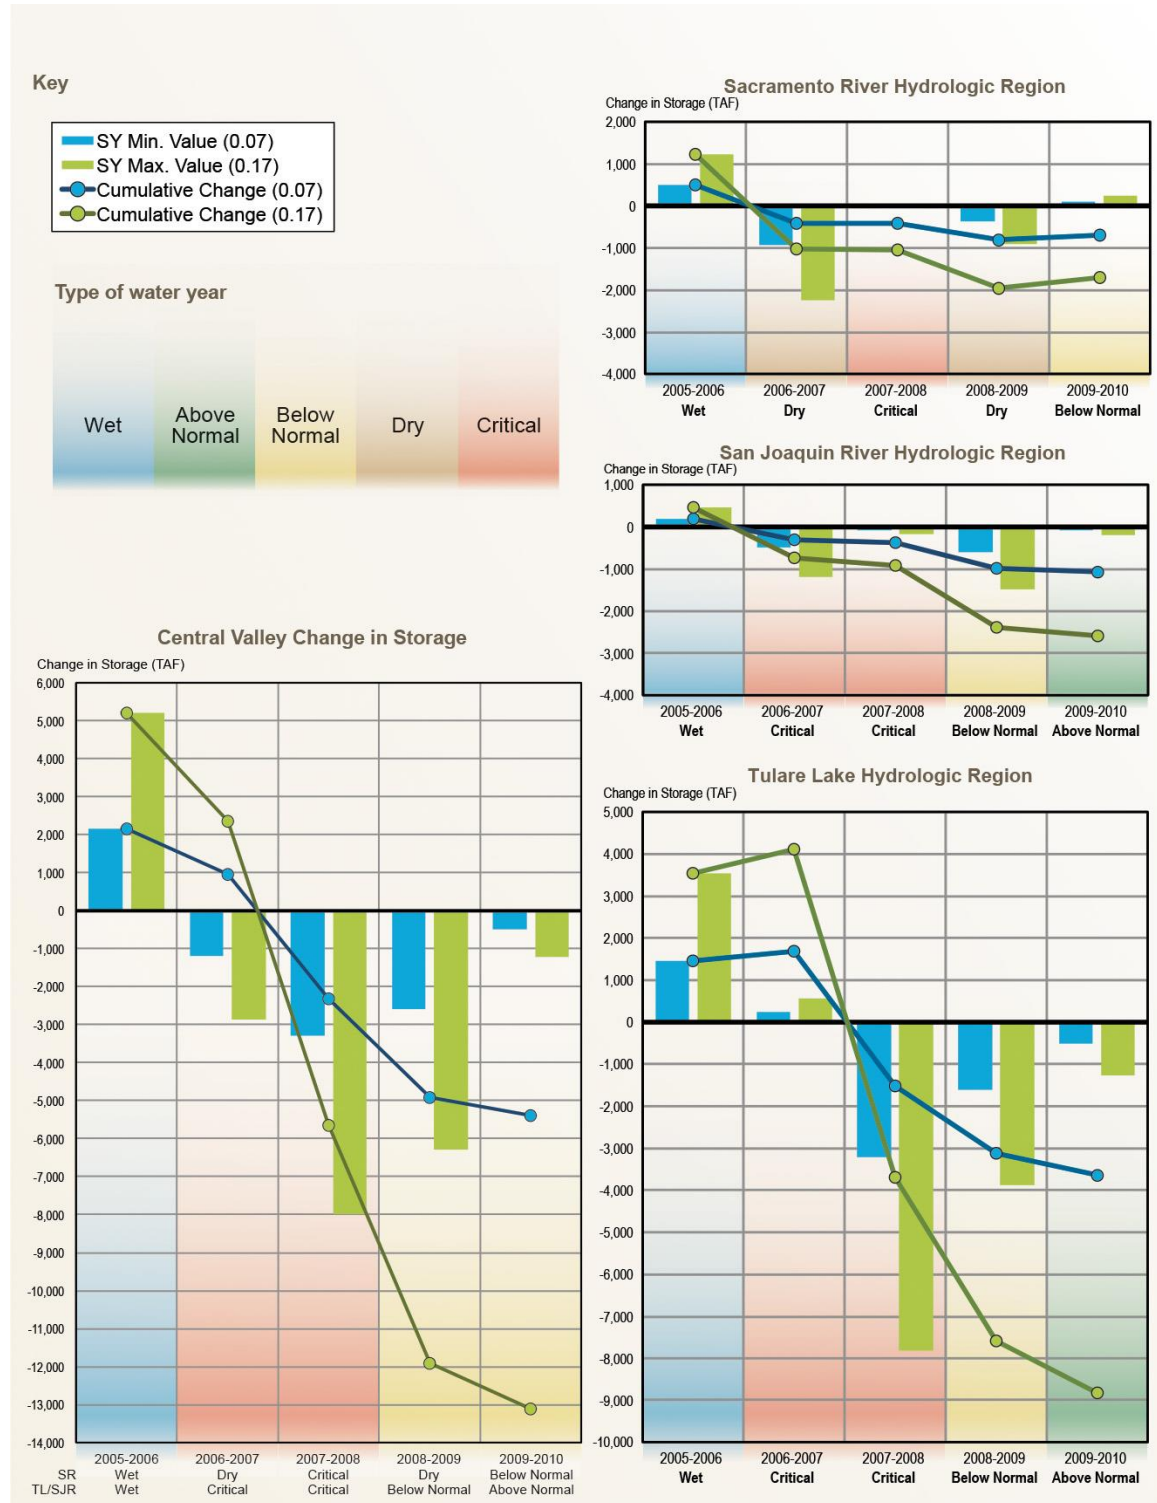 Key
SY Min. Value (0.07)
SY Max. Value (0.17)
Cumulative Change (0.07)
Cumulative Change (0.17)
Type of water year
Wet
Above
Normal
Below
Normal
Dry
Critical
Sacramento River Hydrologic Region
Change in Storage (TAF)
2,000
1,000
0
-1,000
-2,000
-3,000
-4,000
2005-2006 2006-2007 2007-2008 2008-2009 2009-2010
Wet Dry Critical Dry Below Normal
San Joaquin River Hydrologic Region
Change in Storage (TAF)
1,000
0
-1,000
-2,000
-3,000
-4,000
2005-2006 2006-2007 2007-2008 2008-2009 2009-2010
Wet Critical Critical Below Normal Above Normal
Central Valley Change in Storage
Change in Storage (TAF)
6,000
5,000
4,000
3,000
2,000
1,000
0
-1,000
-2,000
-3,000
-4,000
-5,000
-6,000
-7,000
-8,000
-9,000
-10,000
-11,000
-12,000
-13,000
-14,000
2005-2006 2006-2007 2007-2008 2008-2009 2009-2010
SR Wet Dry Critical Dry Below Normal
TL/SJR Wet Critical Critical Below Normal Above Normal
Tulare Lake Hydrologic Region
Change in Storage (TAF)
5,000
4,000
3,000
2,000
1,000
0
-1,000
-2,000
-3,000
-4,000
-5,000
-6,000
-7,000
-8,000
-9,000
-10,000
2005-2006 2006-2007 2007-2008 2008-2009 2009-2010
Wet Critical Critical Below Normal Above Normal